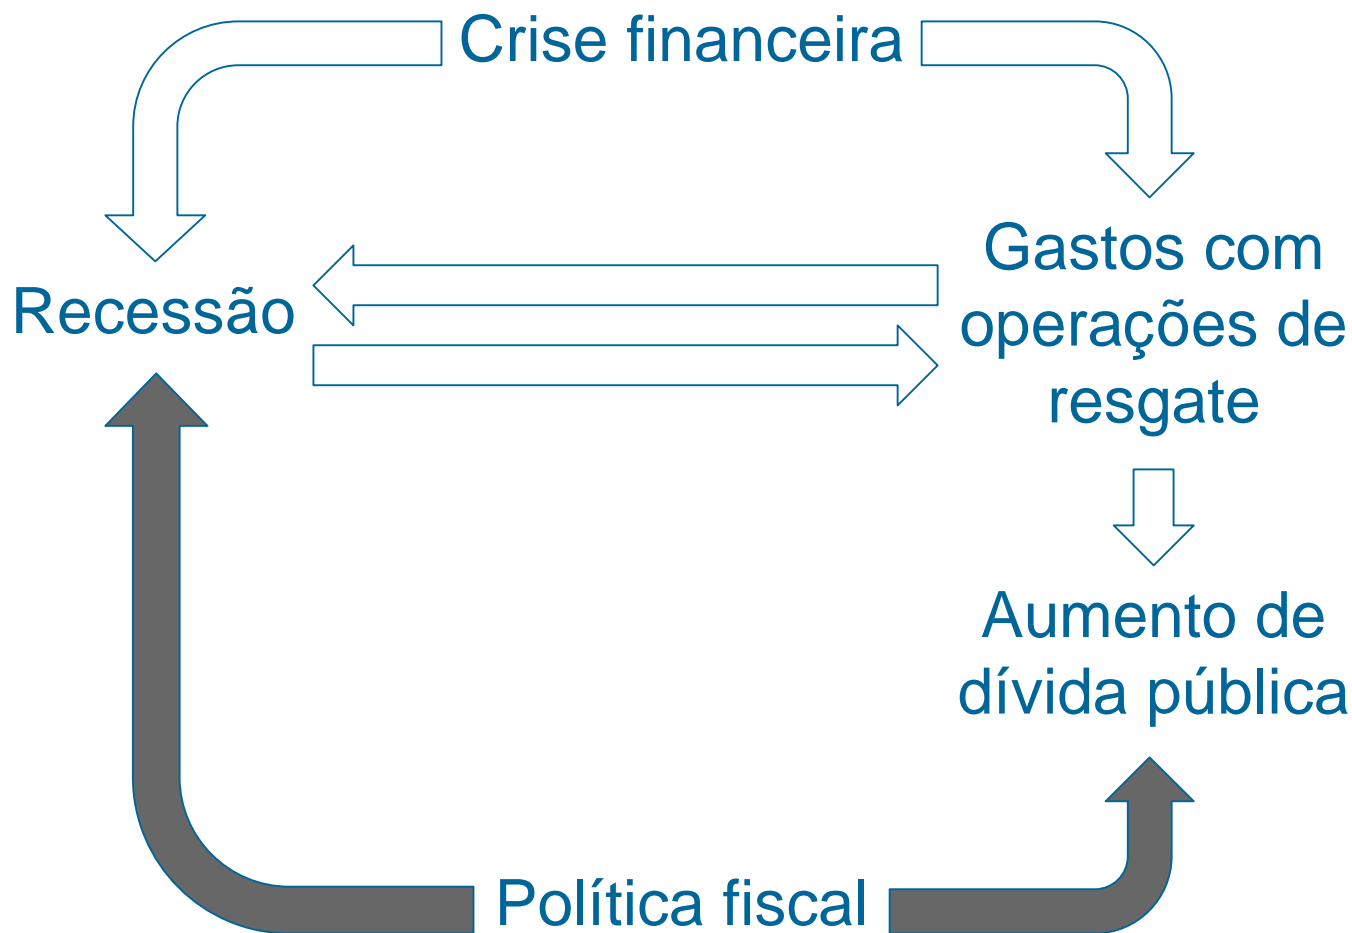 Crise financeira
Recessão
Gastos com
operações de
resgate
Aumento de
dívida pública
Política fiscal